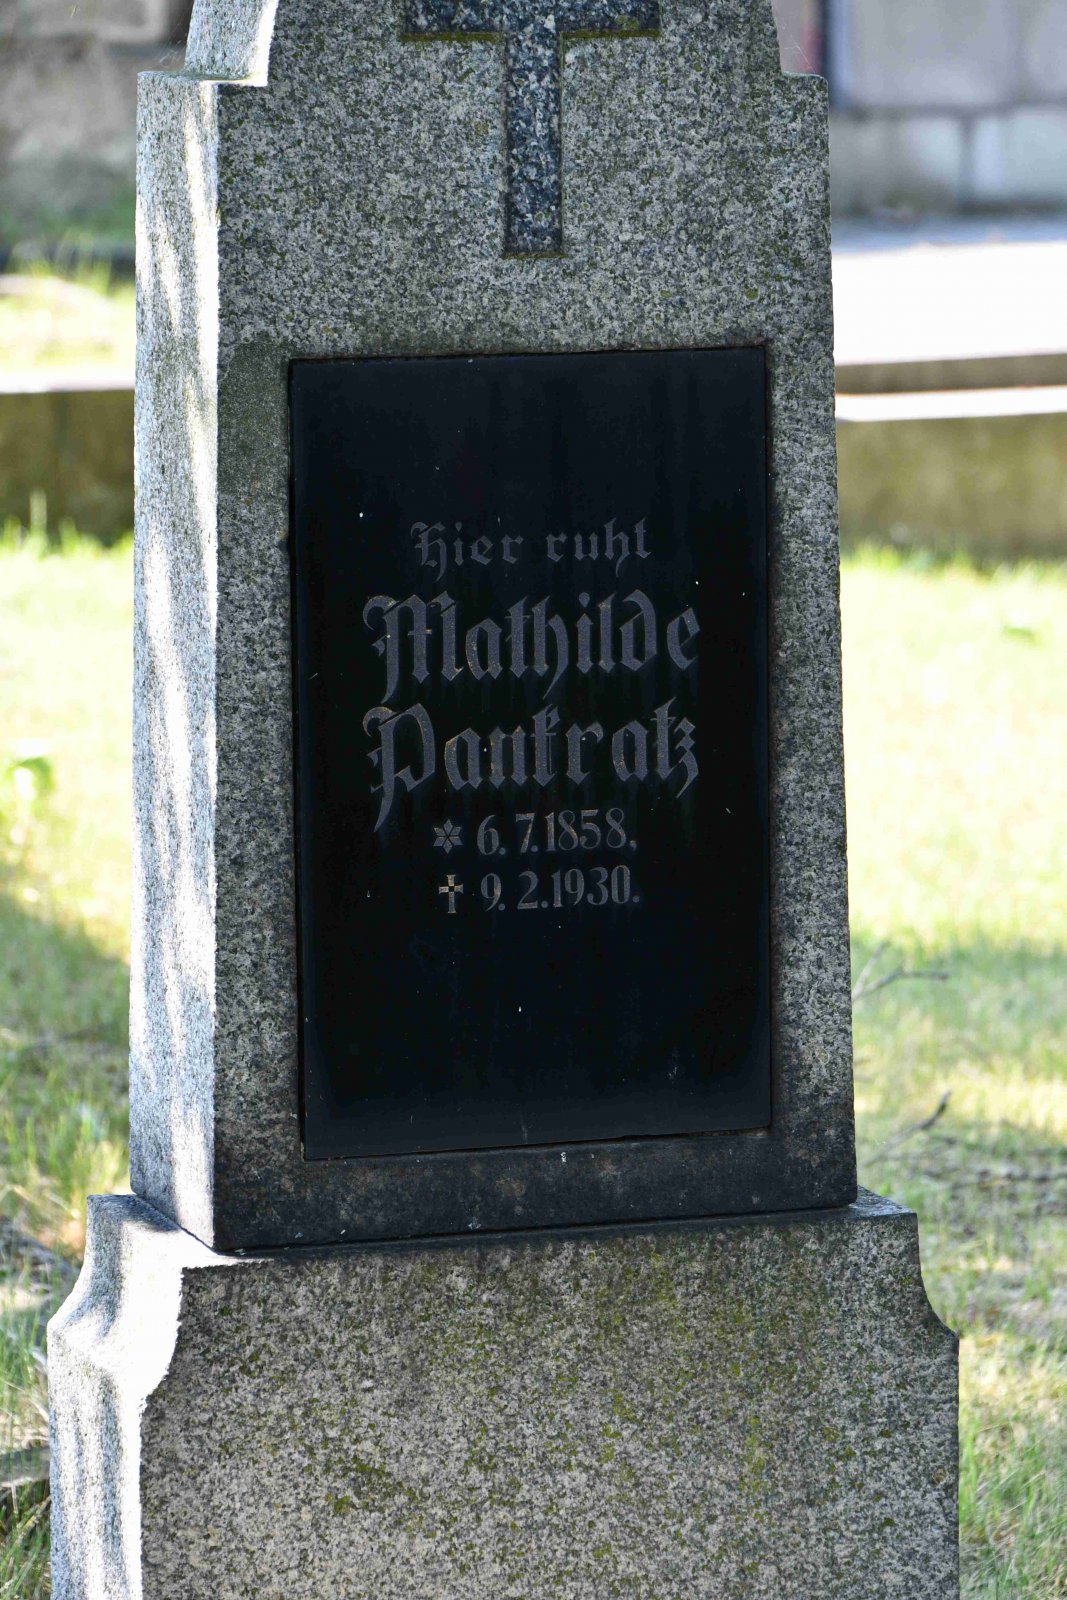 Hier ruht
Mathilde
Pankratz
* 6.7.1858,
✝ 9.2.1930.